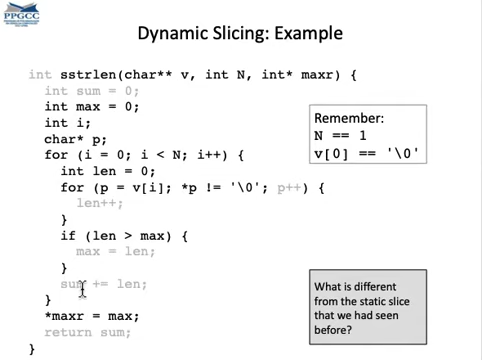 PPGCC
Dynamic Slicing: Example
int sstrlen(char** v, int N, int* maxr) {
int sum = 0;
int max = 0;
int i;
char* p;
for (i = 0; i < N; i++) {
int len = 0;
for (p = v[i]; *p != '\0'; p++) {
len++;
}
if (len > max) {
max = len;
}
sum += len;
}
*maxr = max;
return sum;
}
Remember:
N == 1
v[0] == '\0'
What is different
from the static slice
that we had seen
before?